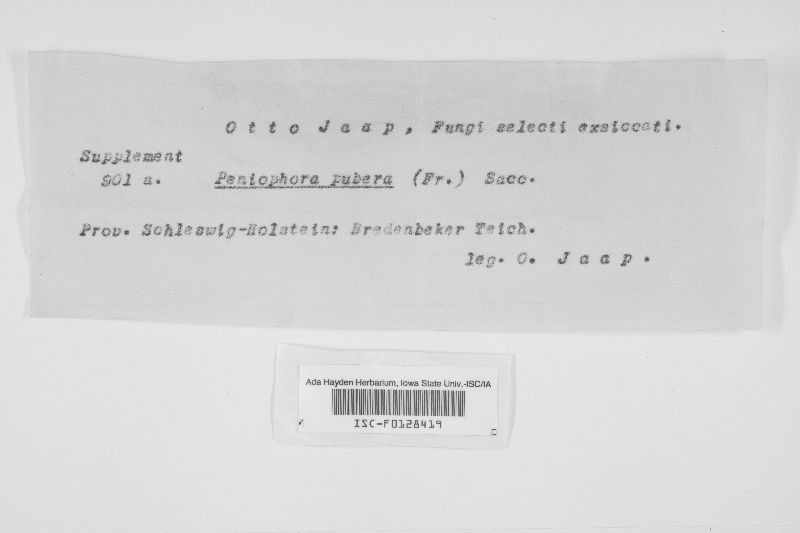 Otto Jaap, Fungi selecti exsiccati.
Supplement
901 a. Peniophora pubera (Fr.) Sacc.
Prov. Schleswig-Holstein: Bredenbeker Teich.
leg. O. Jaap.
Ada Hayden Herbarium, Iowa State Univ.-ISC/IA
ISC-F0128419